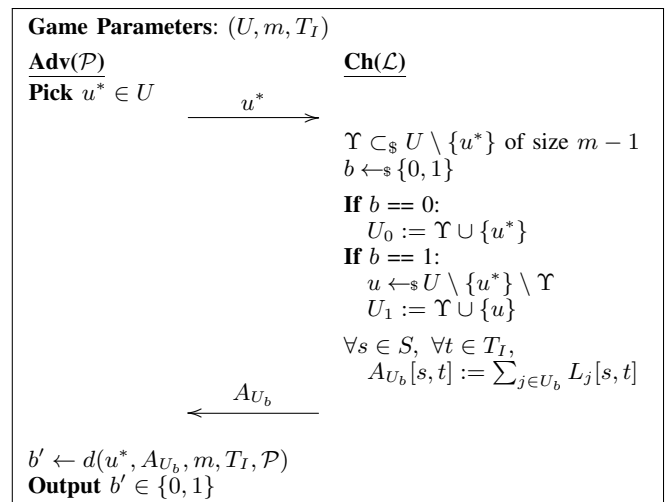 Game Parameters: (U, m, T_I)
Adv(𝒫) Ch(ℒ)
Pick u* ∈ U
u*
Υ ⊂$ U \ {u*} of size m − 1
b ←$ {0, 1}
If b == 0:
U_0 := Υ ∪ {u*}
If b == 1:
u ←$ U \ {u*} \ Υ
U_1 := Υ ∪ {u}
∀s ∈ S, ∀t ∈ T_I,
A_{U_b}[s, t] := ∑_{j∈U_b} L_j[s, t]
A_{U_b}
b′ ← d(u*, A_{U_b}, m, T_I, 𝒫)
Output b′ ∈ {0, 1}